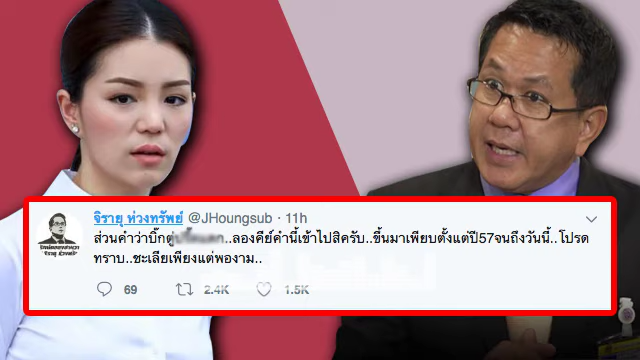 จิรายุ ห่วงทรัพย์ @JHoungsub · 11h
ส่วนคำว่าบิ๊กตู่ ..ลองคีย์คำนี้เข้าไปสิครับ..ขึ้นมาเพียบตั้งแต่ปี57จนถึงวันนี้..โปรด
ทราบ..ชะเลียเพียงแต่พองาม..
69 2.4K 1.5K